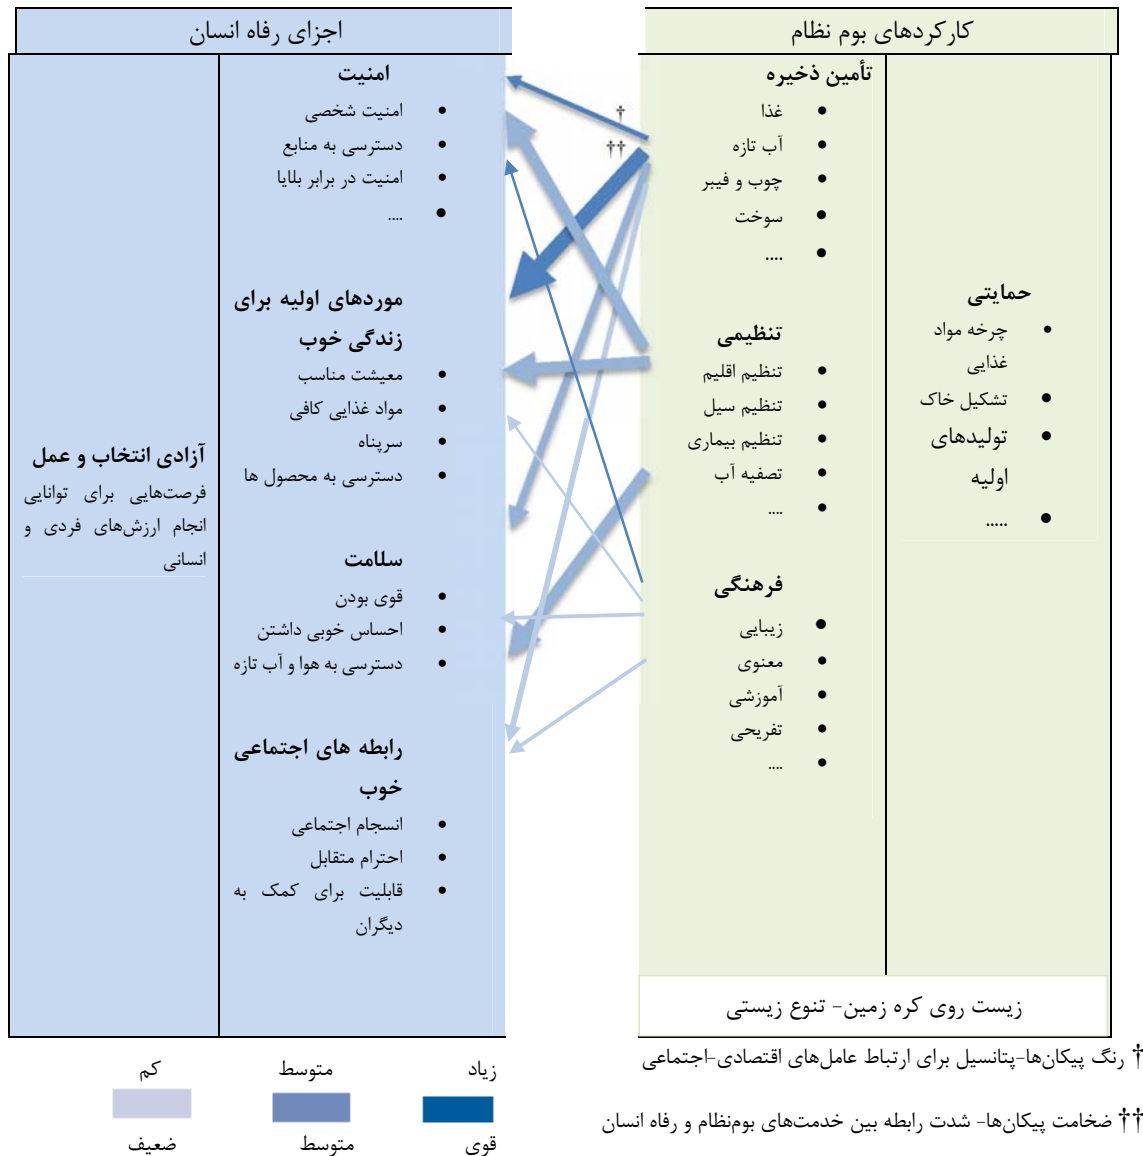 کارکردهای بوم نظام
حمایتی
• چرخه مواد
غذایی
• تشکیل خاک
• تولیدهای
اولیه
• .....
تأمین ذخیره
• غذا
• آب تازه
• چوب و فیبر
• سوخت
• ....
تنظیمی
• تنظیم اقلیم
• تنظیم سیل
• تنظیم بیماری
• تصفیه آب
• ....
فرهنگی
• زیبایی
• معنوی
• آموزشی
• تفریحی
• ....
زیست روی کره زمین- تنوع زیستی
†
††
اجزای رفاه انسان
امنیت
• امنیت شخصی
• دسترسی به منابع
• امنیت در برابر بلایا
• ....
موردهای اولیه برای
زندگی خوب
• معیشت مناسب
• مواد غذایی کافی
• سرپناه
• دسترسی به محصول ها
سلامت
• قوی بودن
• احساس خوبی داشتن
• دسترسی به هوا و آب تازه
رابطه های اجتماعی
خوب
• انسجام اجتماعی
• احترام متقابل
• قابلیت برای کمک به
دیگران
آزادی انتخاب و عمل
فرصت‌هایی برای توانایی
انجام ارزش‌های فردی و
انسانی
† رنگ پیکان‌ها-پتانسیل برای ارتباط عامل‌های اقتصادی-اجتماعی
زیاد متوسط کم
†† ضخامت پیکان‌ها- شدت رابطه بین خدمت‌های بوم‌نظام و رفاه انسان
قوی متوسط ضعیف